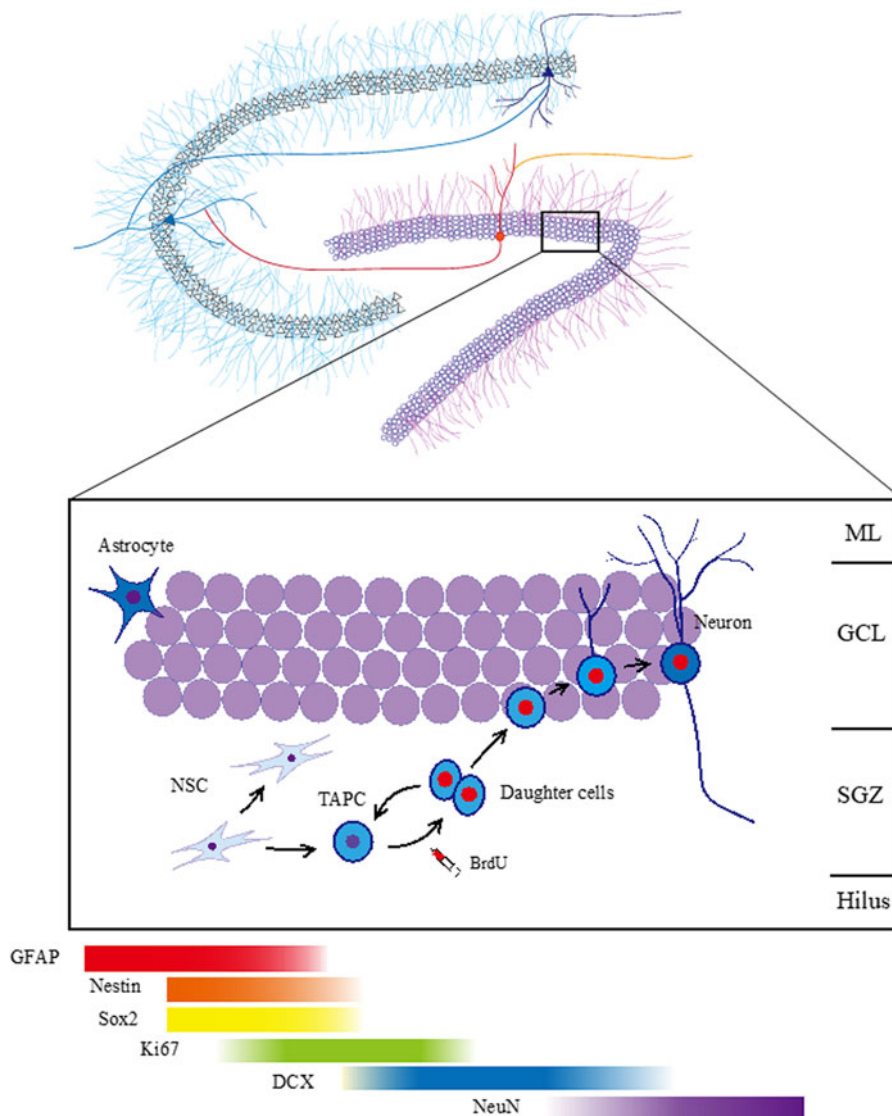 Astrocyte
ML
Neuron
GCL
NSC
TAPC
Daughter cells
SGZ
BrdU
Hilus
GFAP
Nestin
Sox2
Ki67
DCX
NeuN